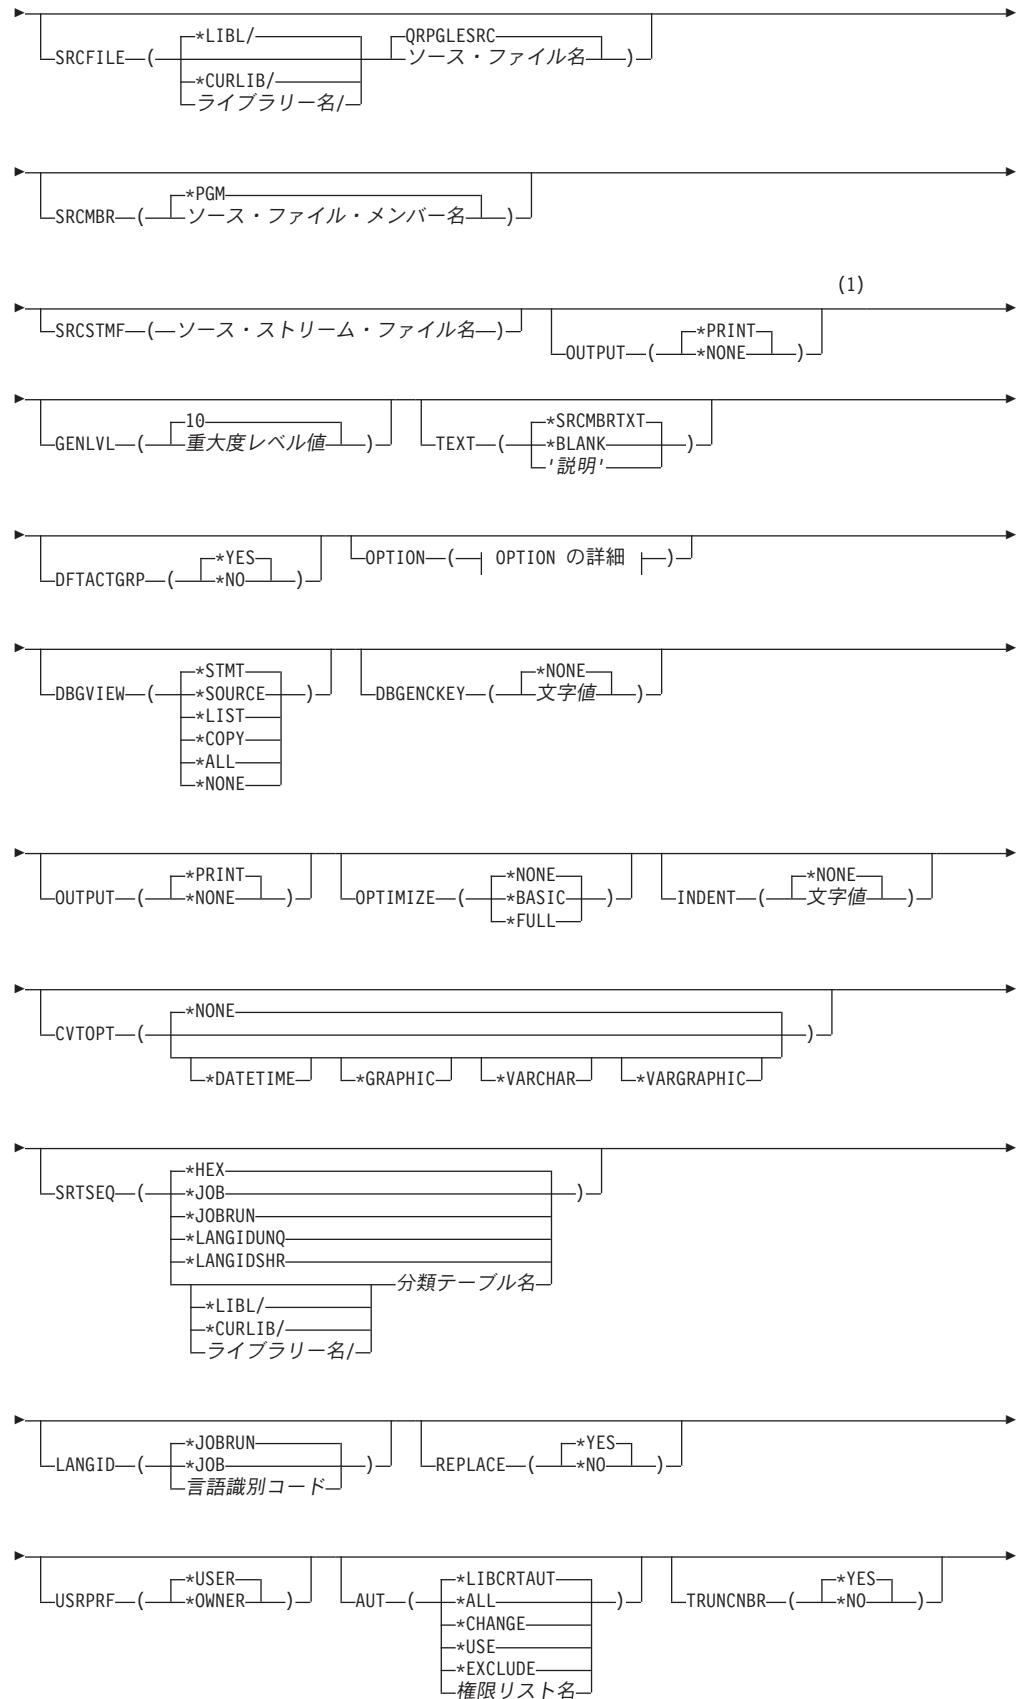 *LIBL/ QRPGLESRC
SRCFILE ( ソース・ファイル名 )
*CURLIB/
ライブラリー名/
*PGM
SRCMBR ( ソース・ファイル・メンバー名 )
(1)
SRCSTMF ( ソース・ストリーム・ファイル名 ) *PRINT
OUTPUT ( *NONE )
10 *SRCMBRTXT
GENLVL ( 重大度レベル値 ) TEXT ( *BLANK )
'説明'
*YES OPTION ( OPTION の詳細 )
DFTACTGRP ( *NO )
*STMT *NONE
DBGVIEW ( *SOURCE ) DBGENCKEY ( 文字値 )
*LIST
*COPY
*ALL
*NONE
*PRINT *NONE *NONE
OUTPUT ( *NONE ) OPTIMIZE ( *BASIC ) INDENT ( 文字値 )
*FULL
*NONE
CVTOPT ( )
*DATETIME *GRAPHIC *VARCHAR *VARGRAPHIC
*HEX
SRTSEQ ( *JOB )
*JOBRUN
*LANGIDUNQ
*LANGIDSHR
分類テーブル名
*LIBL/
*CURLIB/
ライブラリー名/
*JOBRUN *YES
LANGID ( *JOB ) REPLACE ( *NO )
言語識別コード
*USER *LIBCRTAUT *YES
USRPRF ( *OWNER ) AUT ( *ALL ) TRUNCNBR ( *NO )
*CHANGE
*USE
*EXCLUDE
権限リスト名